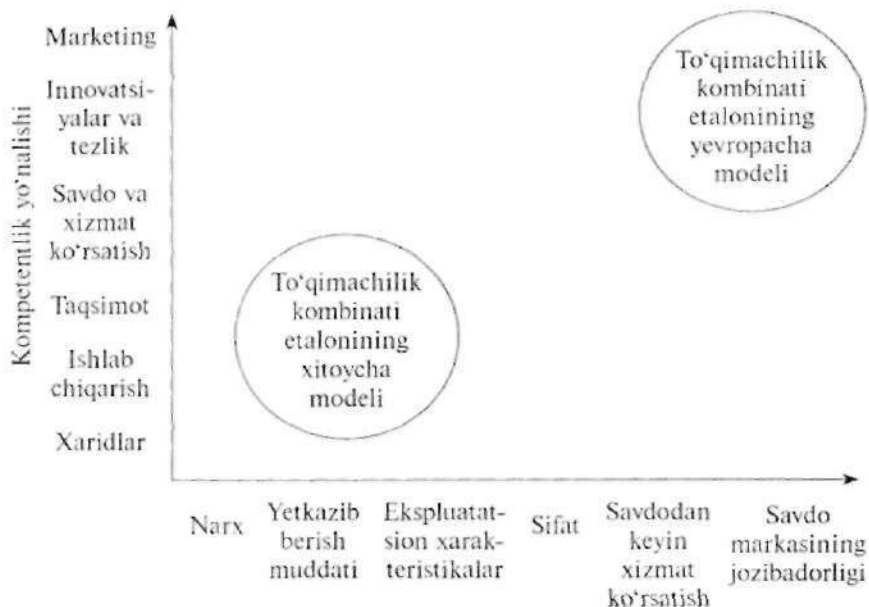 Kompetentlik yo‘nalishi
Marketing
Innovatsi-
yalar va
tezlik
Savdo va
xizmat
ko‘rsatish
Taqsimot
Ishlab
chiqarish
Xaridlar
To‘qimachilik
kombinati
etalonining
yevropacha
modeli
To‘qimachilik
kombinati
etalonining
xitoycha
modeli
Narx
Yetkazib
berish
muddati
Ekspluatat-
sion xarak-
teristikalar
Sifat
Savdodan
keyin
xizmat
ko‘rsatish
Savdo
markasining
jozibadorligi